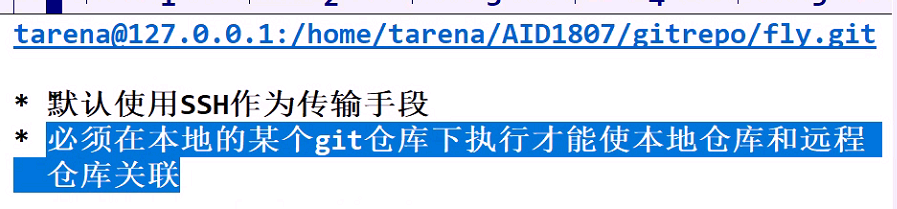 tarena@127.0.0.1:/home/tarena/AID1807/gitrepo/fly.git
* 默认使用SSH作为传输手段
* 必须在本地的某个git仓库下执行才能使本地仓库和远程
仓库关联